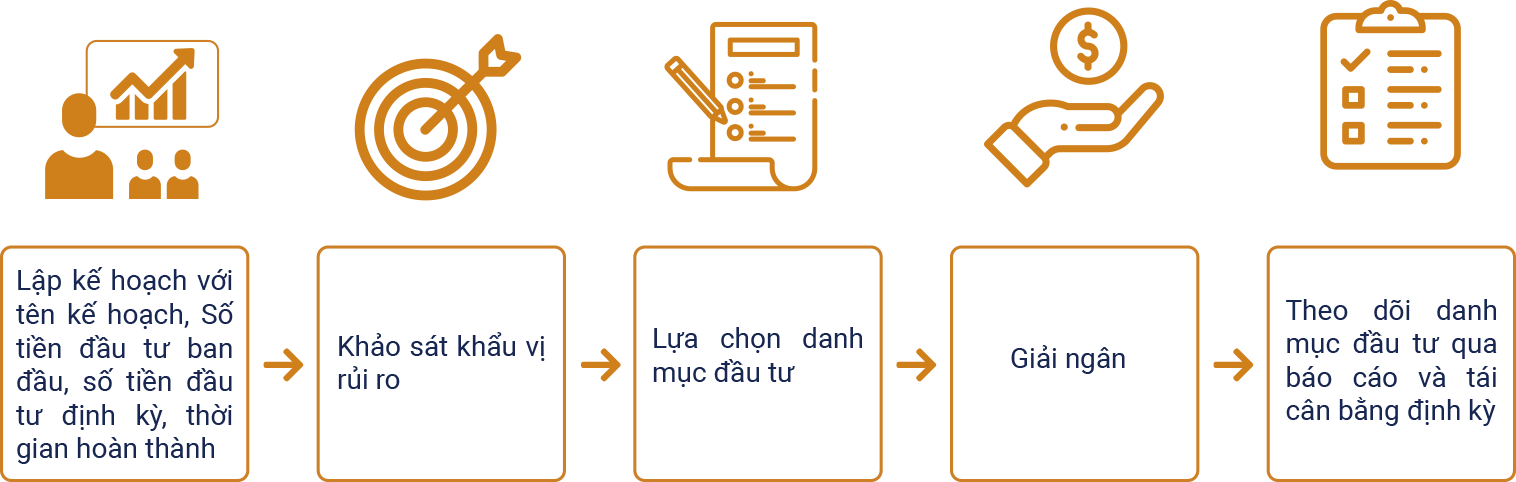 Lập kế hoạch với
tên kế hoạch, Số
tiền đầu tư ban
đầu, số tiền đầu
tư định kỳ, thời
gian hoàn thành
Khảo sát khẩu vị
rủi ro
Lựa chọn danh
mục đầu tư
Giải ngân
Theo dõi danh
mục đầu tư qua
báo cáo và tái
cân bằng định kỳ